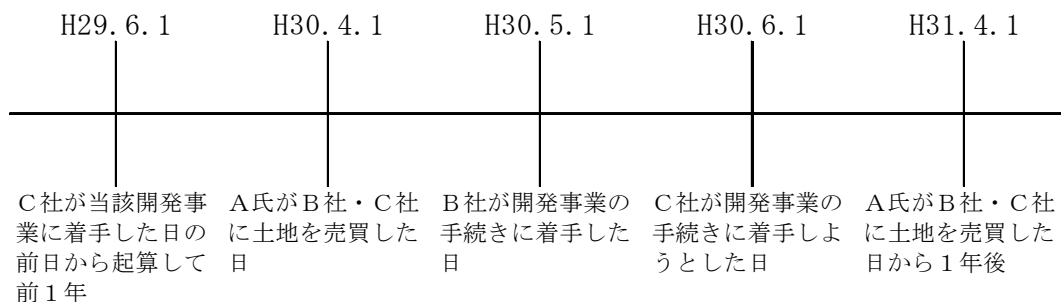 H29.6.1
H30.4.1
H30.5.1
H30.6.1
H31.4.1
C社が当該開発事
業に着手した日の
前日から起算して
前1年
A氏がB社・C社
に土地を売買した
日
B社が開発事業の
手続きに着手した
日
C社が開発事業の
手続きに着手しよ
うとした日
A氏がB社・C社
に土地を売買した
日から1年後